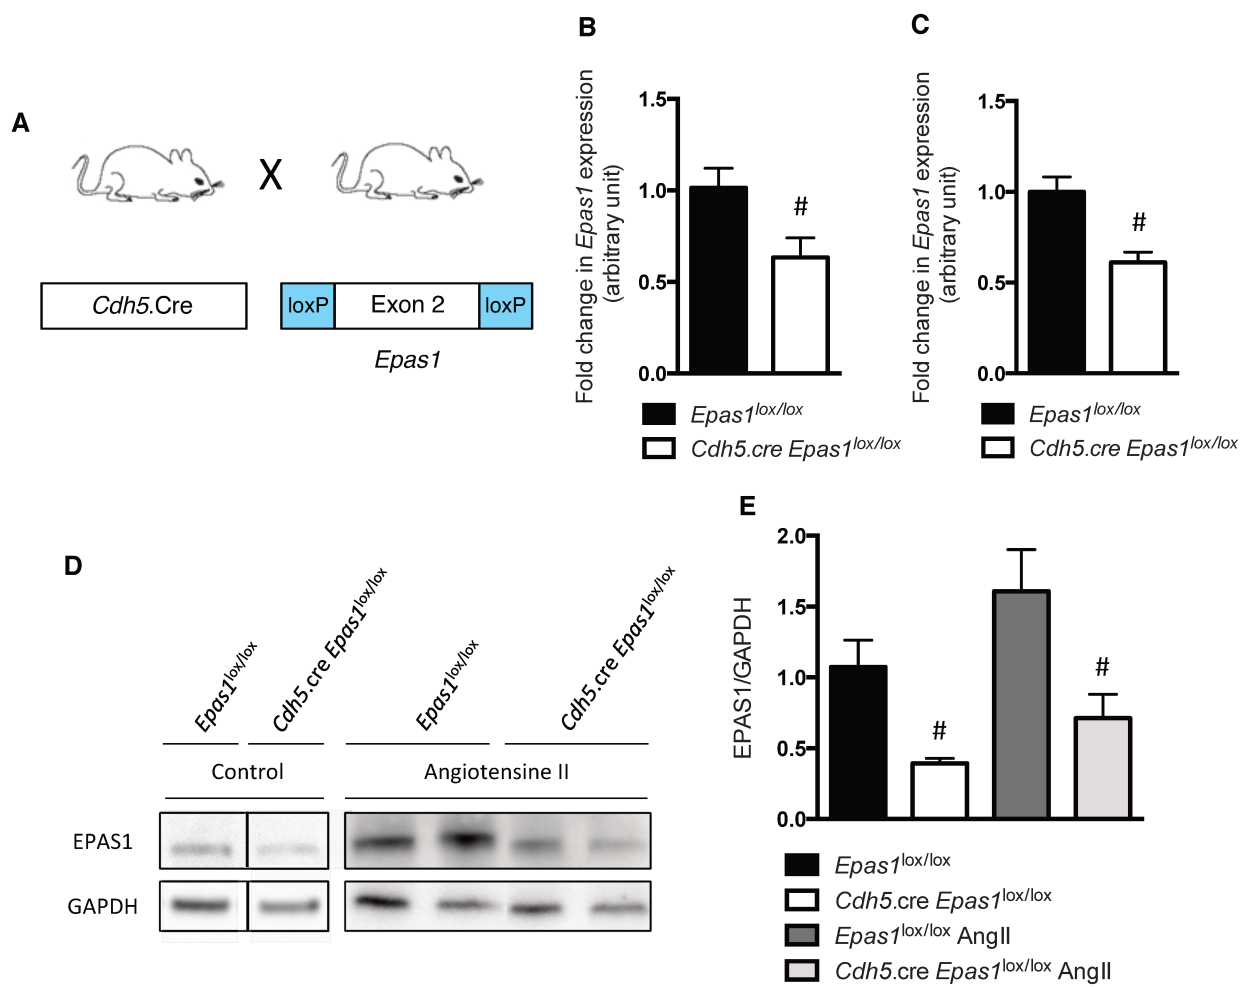 A
X
Cdh5.Cre
loxP Exon 2 loxP
Epas1
B
Fold change in Epas1 expression
(arbitrary unit)
1.5
1.0
0.5
0.0
#
Epas1lox/lox
Cdh5.cre Epas1lox/lox
C
Fold change in Epas1 expression
(arbitrary unit)
1.5
1.0
0.5
0.0
#
Epas1lox/lox
Cdh5.cre Epas1lox/lox
D
Epas1lox/lox
Cdh5.cre Epas1lox/lox
Epas1lox/lox
Cdh5.cre Epas1lox/lox
Control
Angiotensine II
EPAS1
GAPDH
E
EPAS1/GAPDH
2.0
1.5
1.0
0.5
0.0
#
#
Epas1lox/lox
Cdh5.cre Epas1lox/lox
Epas1lox/lox AngII
Cdh5.cre Epas1lox/lox AngII